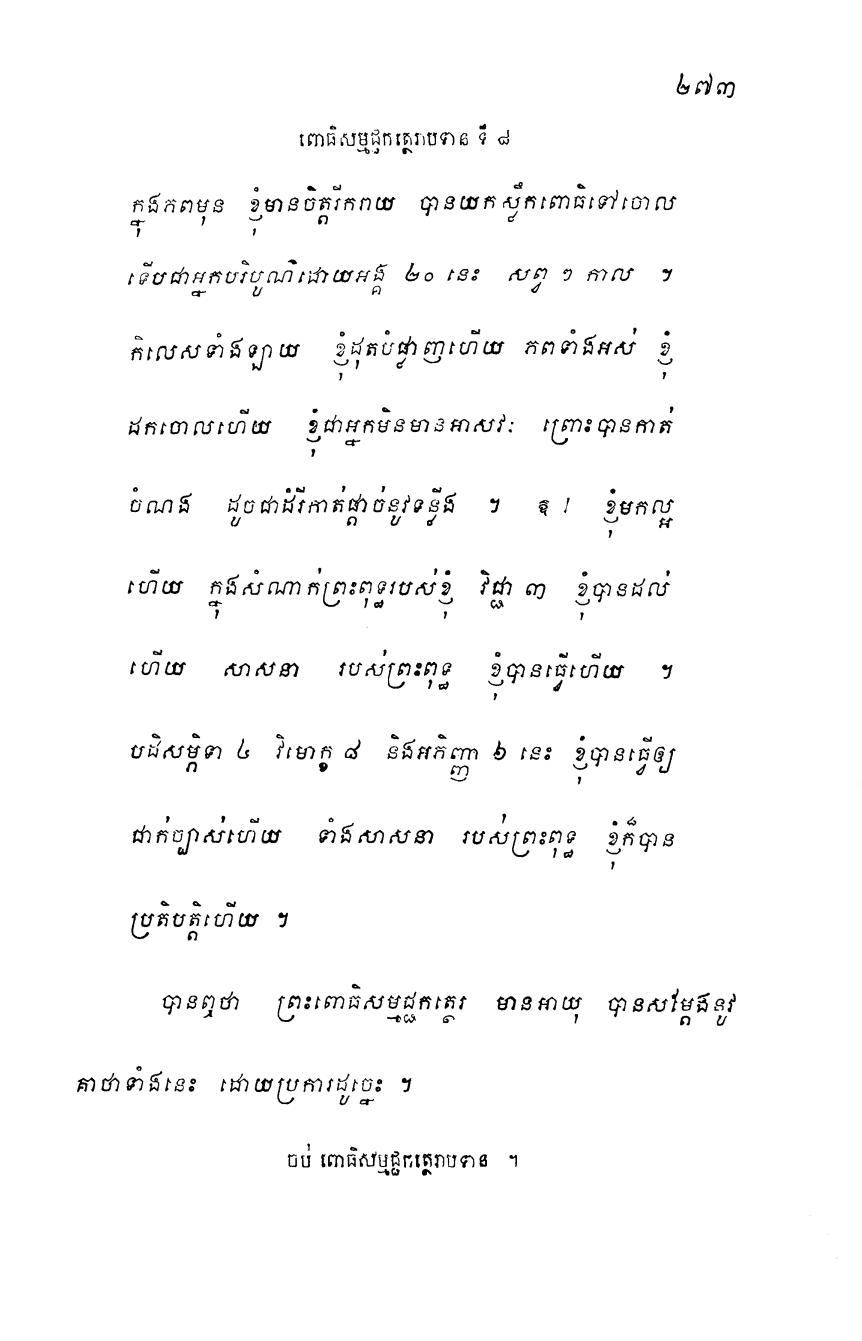 ២៧៣
ពោធិសម្មជ្ជកត្ថេរាបទាន ទី ៨
ក្នុងភពមុន ខ្ញុំមានចិត្តរីករាយ បានយកស្លឹកពោធិទៅចោល
ទើបជាអ្នកបរិបូណ៌ដោយអង្គ ២០ នេះ សព្វ ៗ កាល ។
កិលេសទាំងឡាយ ខ្ញុំដុតបំផ្លាញហើយ ភពទាំងអស់ ខ្ញុំ
ដកចោលហើយ ខ្ញុំជាអ្នកមិនមានអាសវៈ ព្រោះបានកាត់
ចំណង ដូចជាដំរីកាត់ផ្តាច់នូវទន្លីង ។ ឱ ! ខ្ញុំមកល្អ
ហើយ ក្នុងសំណាក់ព្រះពុទ្ធរបស់ខ្ញុំ វិជ្ជា ៣ ខ្ញុំបានដល់
ហើយ សាសនា របស់ព្រះពុទ្ធ ខ្ញុំបានធ្វើហើយ ។
បដិសម្ភិទា ៤ វិមោក្ខ ៨ និងអភិញ្ញា ៦ នេះ ខ្ញុំបានធ្វើឲ្យ
ជាក់ច្បាស់ហើយ ទាំងសាសនា របស់ព្រះពុទ្ធ ខ្ញុំក៏បាន
ប្រតិបត្តិហើយ ។
បានឮថា ព្រះពោធិសម្មជ្ជកត្ថេរ មានអាយុ បានសម្តែងនូវ
គាថាទាំងនេះ ដោយប្រការដូច្នេះ ។
ចប់ ពោធិសម្មជ្ជកត្ថេរាបទាន ។